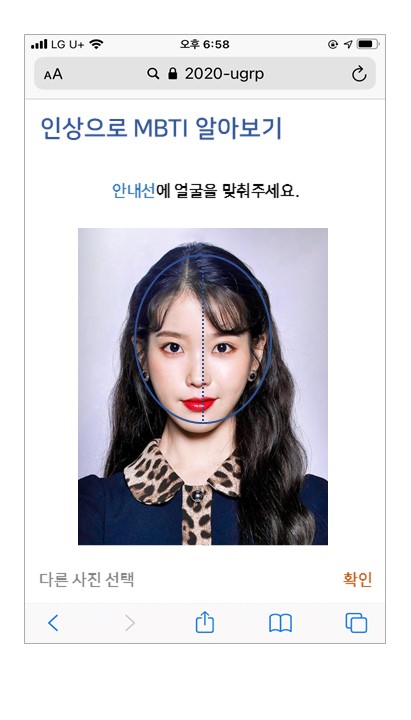 LG U+ 오후 6:58
AA 2020-ugrp
인상으로 MBTI 알아보기
안내선에 얼굴을 맞춰주세요.
다른 사진 선택 확인